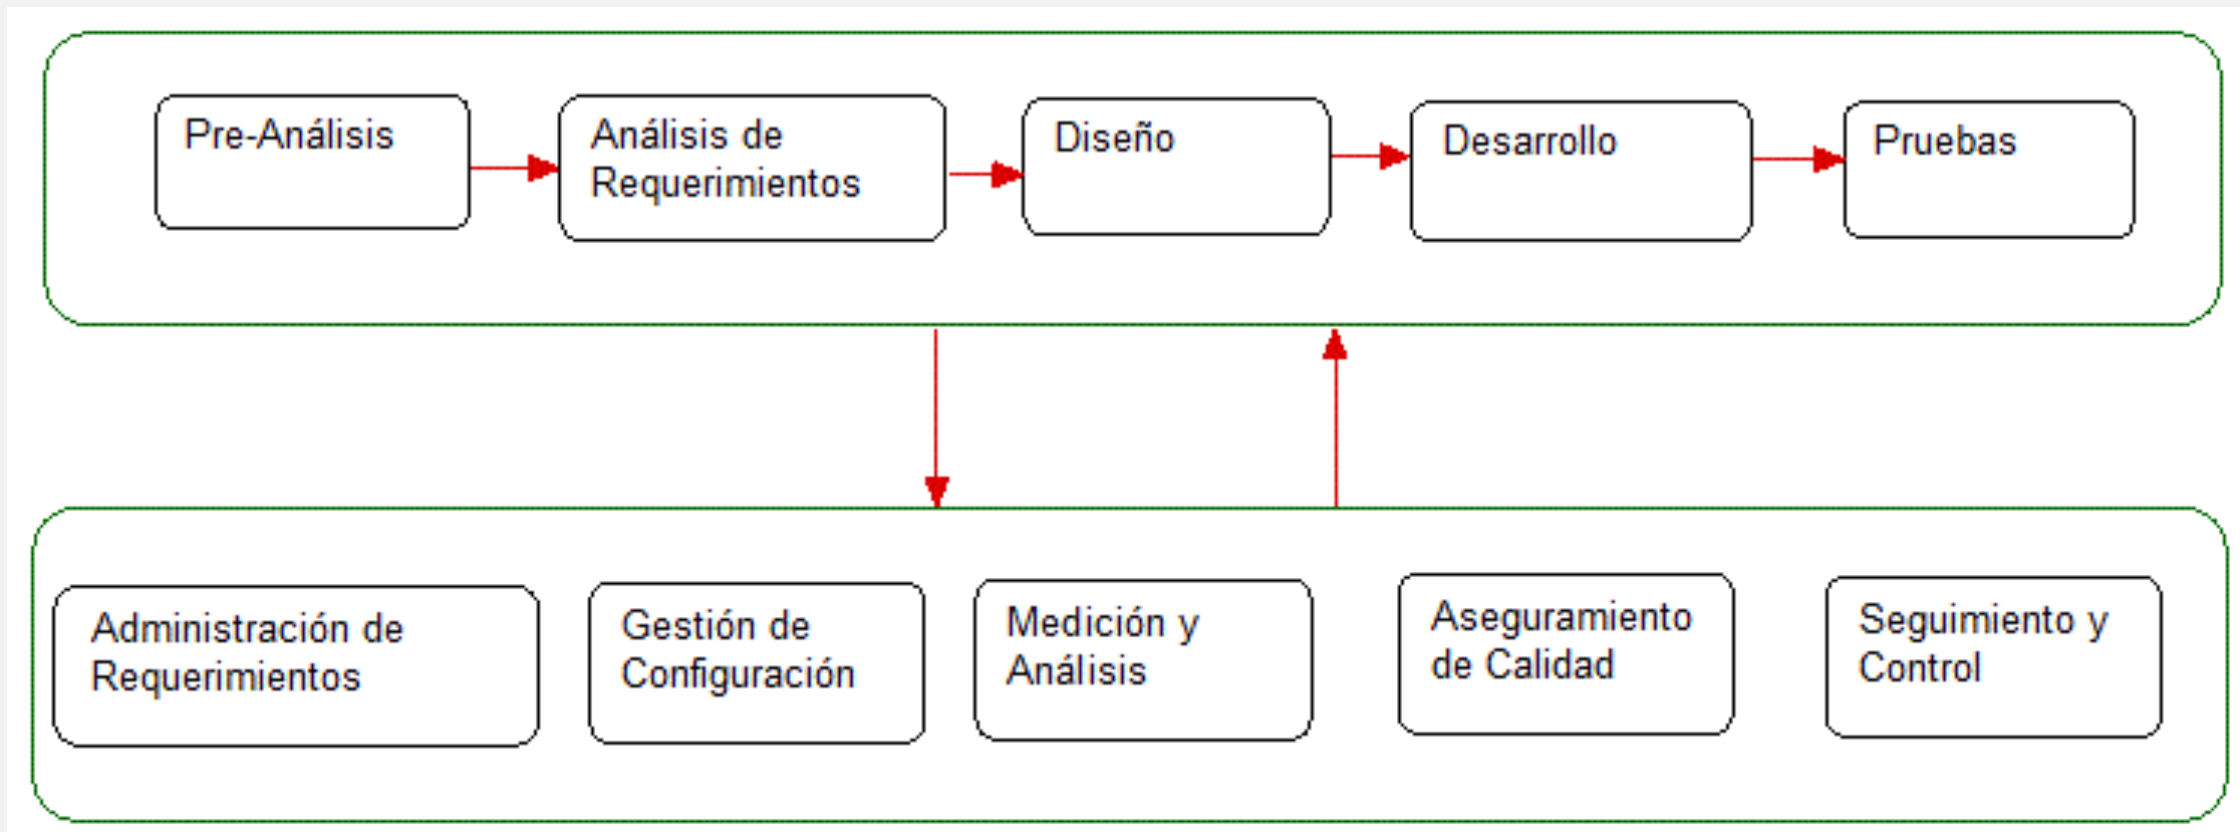 Pre-Análisis
Análisis de
Requerimientos
Diseño
Desarrollo
Pruebas
Administración de
Requerimientos
Gestión de
Configuración
Medición y
Análisis
Aseguramiento
de Calidad
Seguimiento y
Control